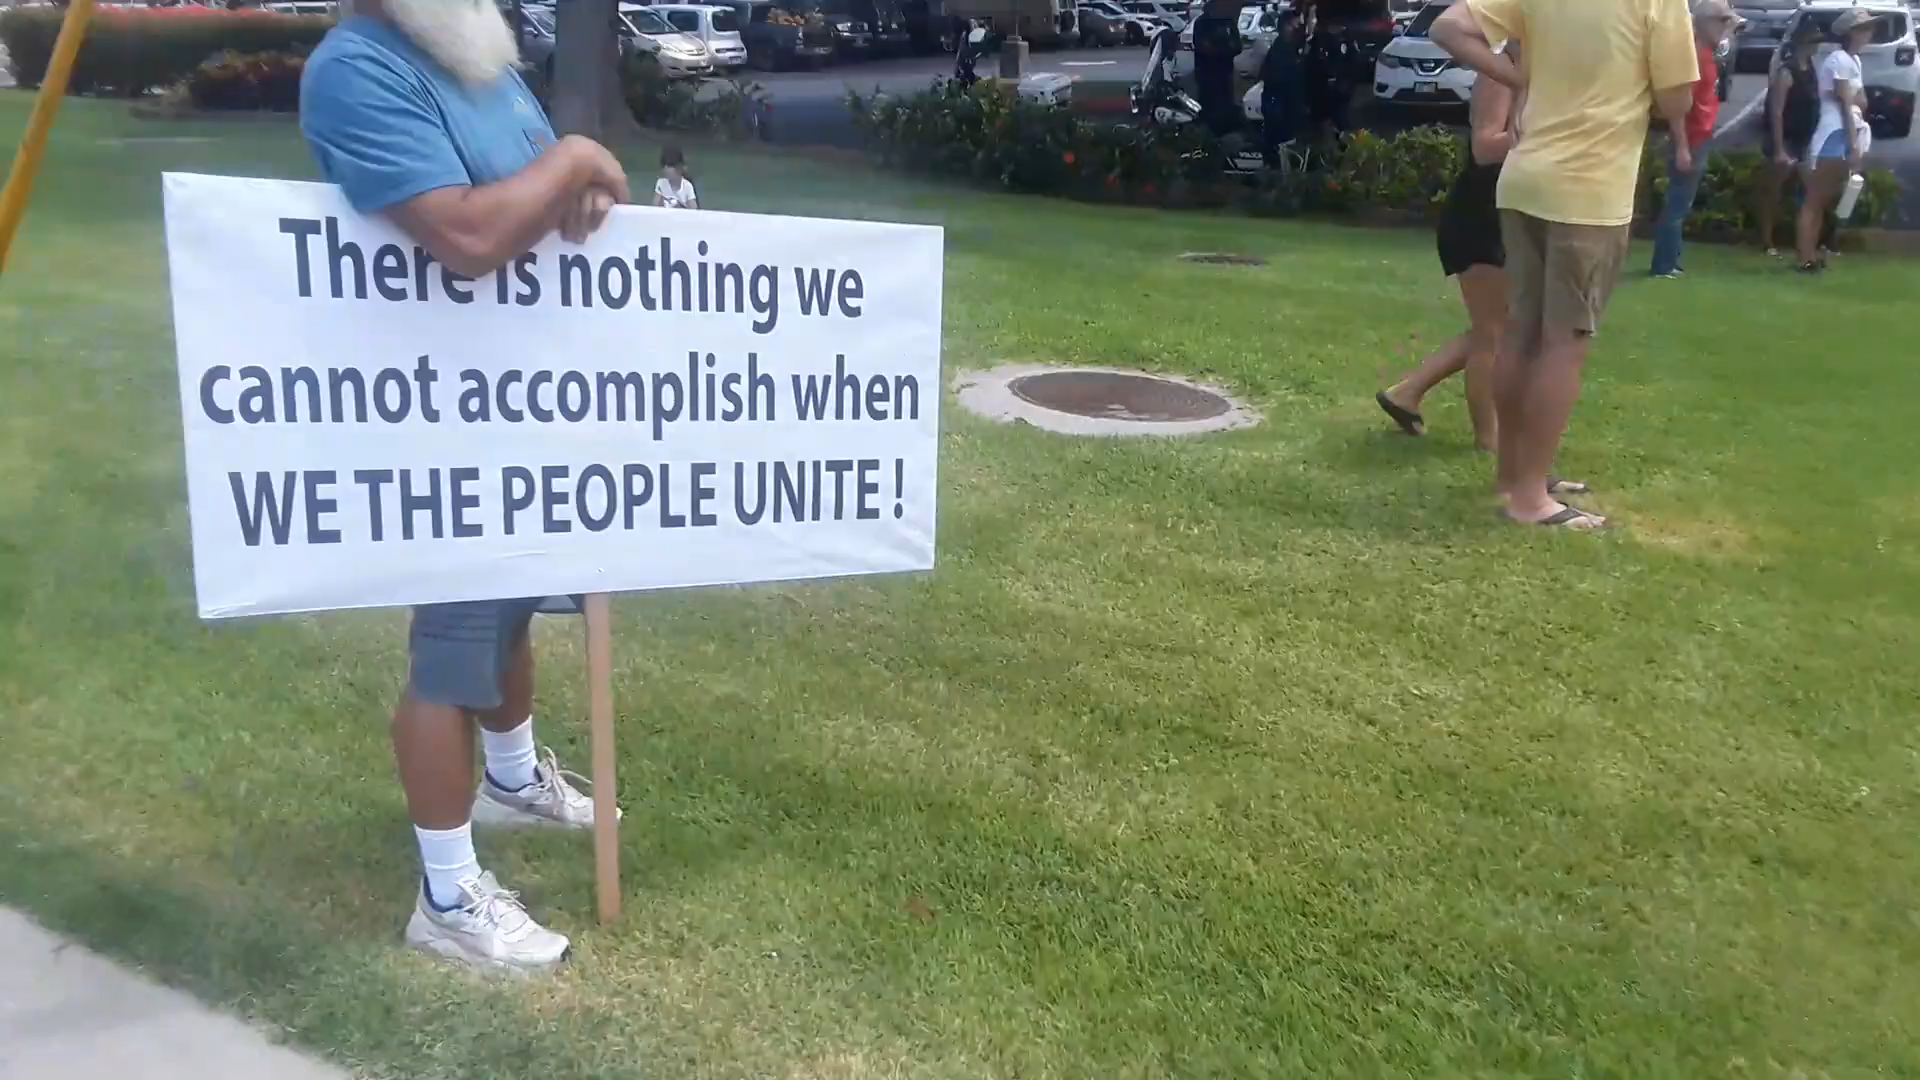 There is nothing we
cannot accomplish when
WE THE PEOPLE UNITE!